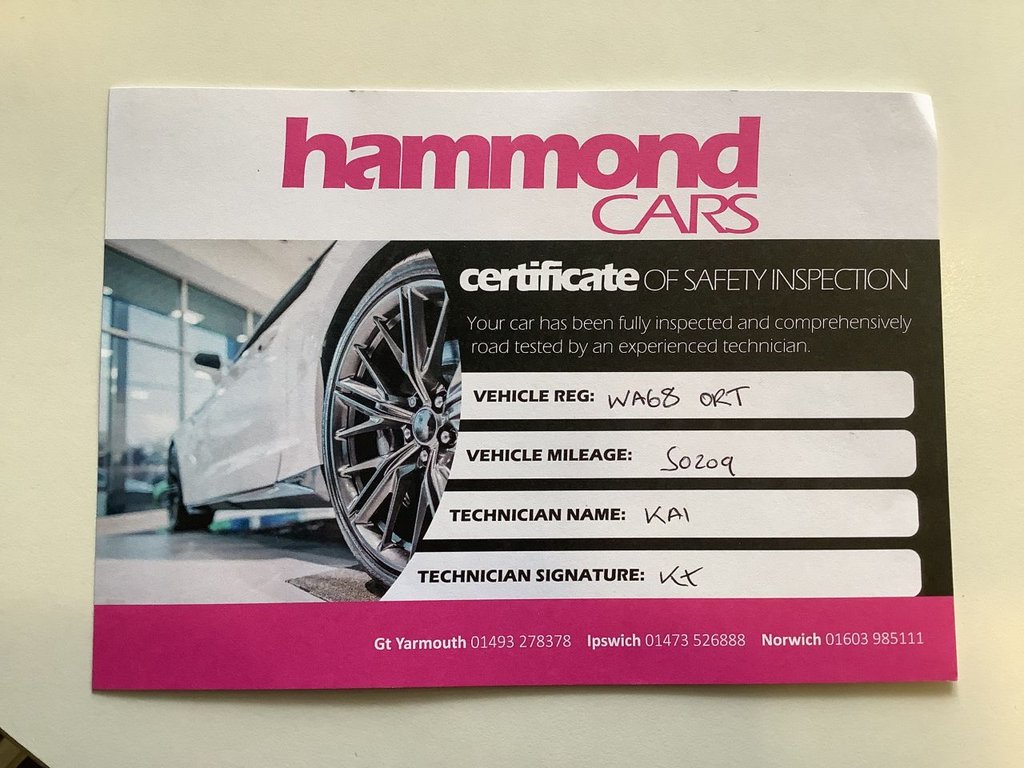 hammond
CARS
certificate OF SAFETY INSPECTION
Your car has been fully inspected and comprehensively
road tested by an experienced technician.
VEHICLE REG: WA68 ORT
VEHICLE MILEAGE: 50209
TECHNICIAN NAME: KAI
TECHNICIAN SIGNATURE: KX
Gt Yarmouth 01493 278378 Ipswich 01473 526888 Norwich 01603 985111